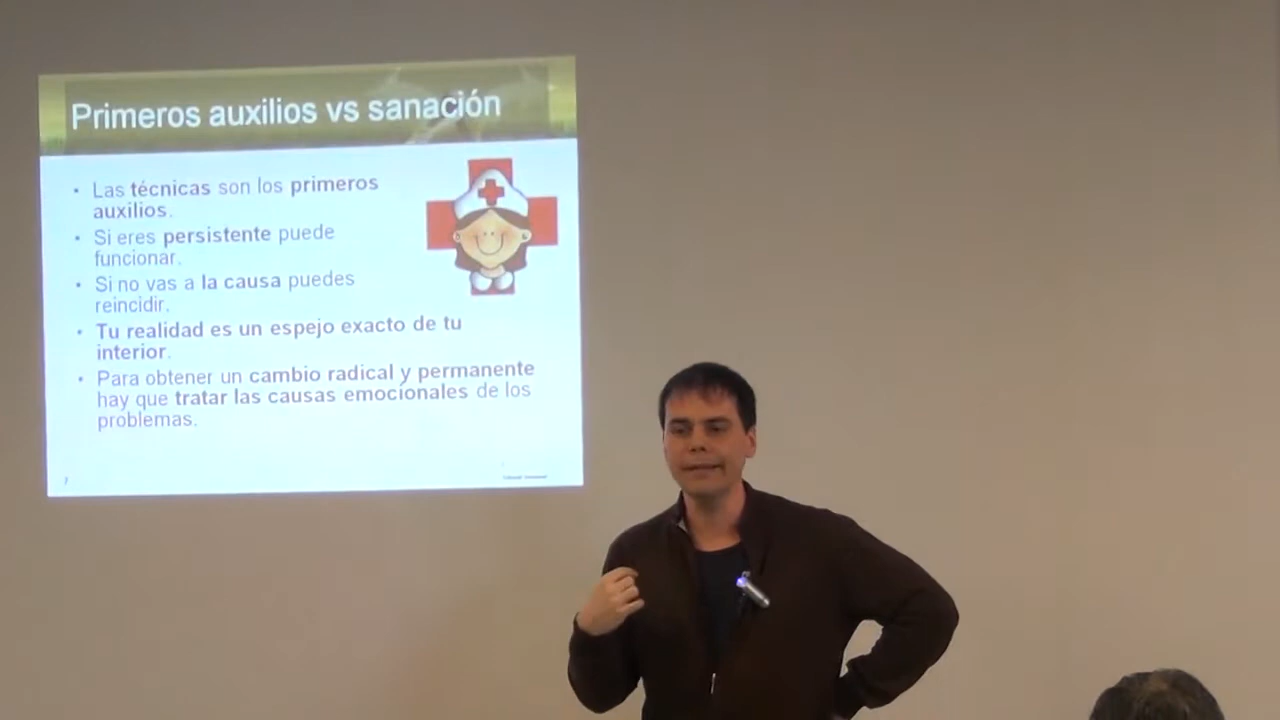 Primeros auxilios vs sanación
• Las técnicas son los primeros
auxilios.
• Si eres persistente puede
funcionar.
• Si no vas a la causa puedes
reincidir.
• Tu realidad es un espejo exacto de tu
interior.
• Para obtener un cambio radical y permanente
hay que tratar las causas emocionales de los
problemas.